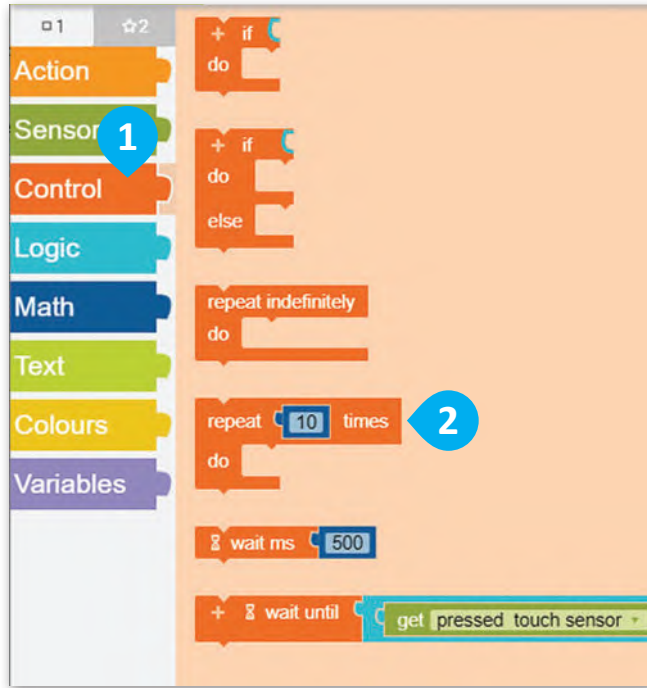 1
2
Action
Sensor
1
Control
Logic
Math
Text
Colours
Variables
+ if
do
+ if
do
else
repeat indefinitely
do
repeat 10 times
2
do
wait ms 500
+ wait until get pressed touch sensor